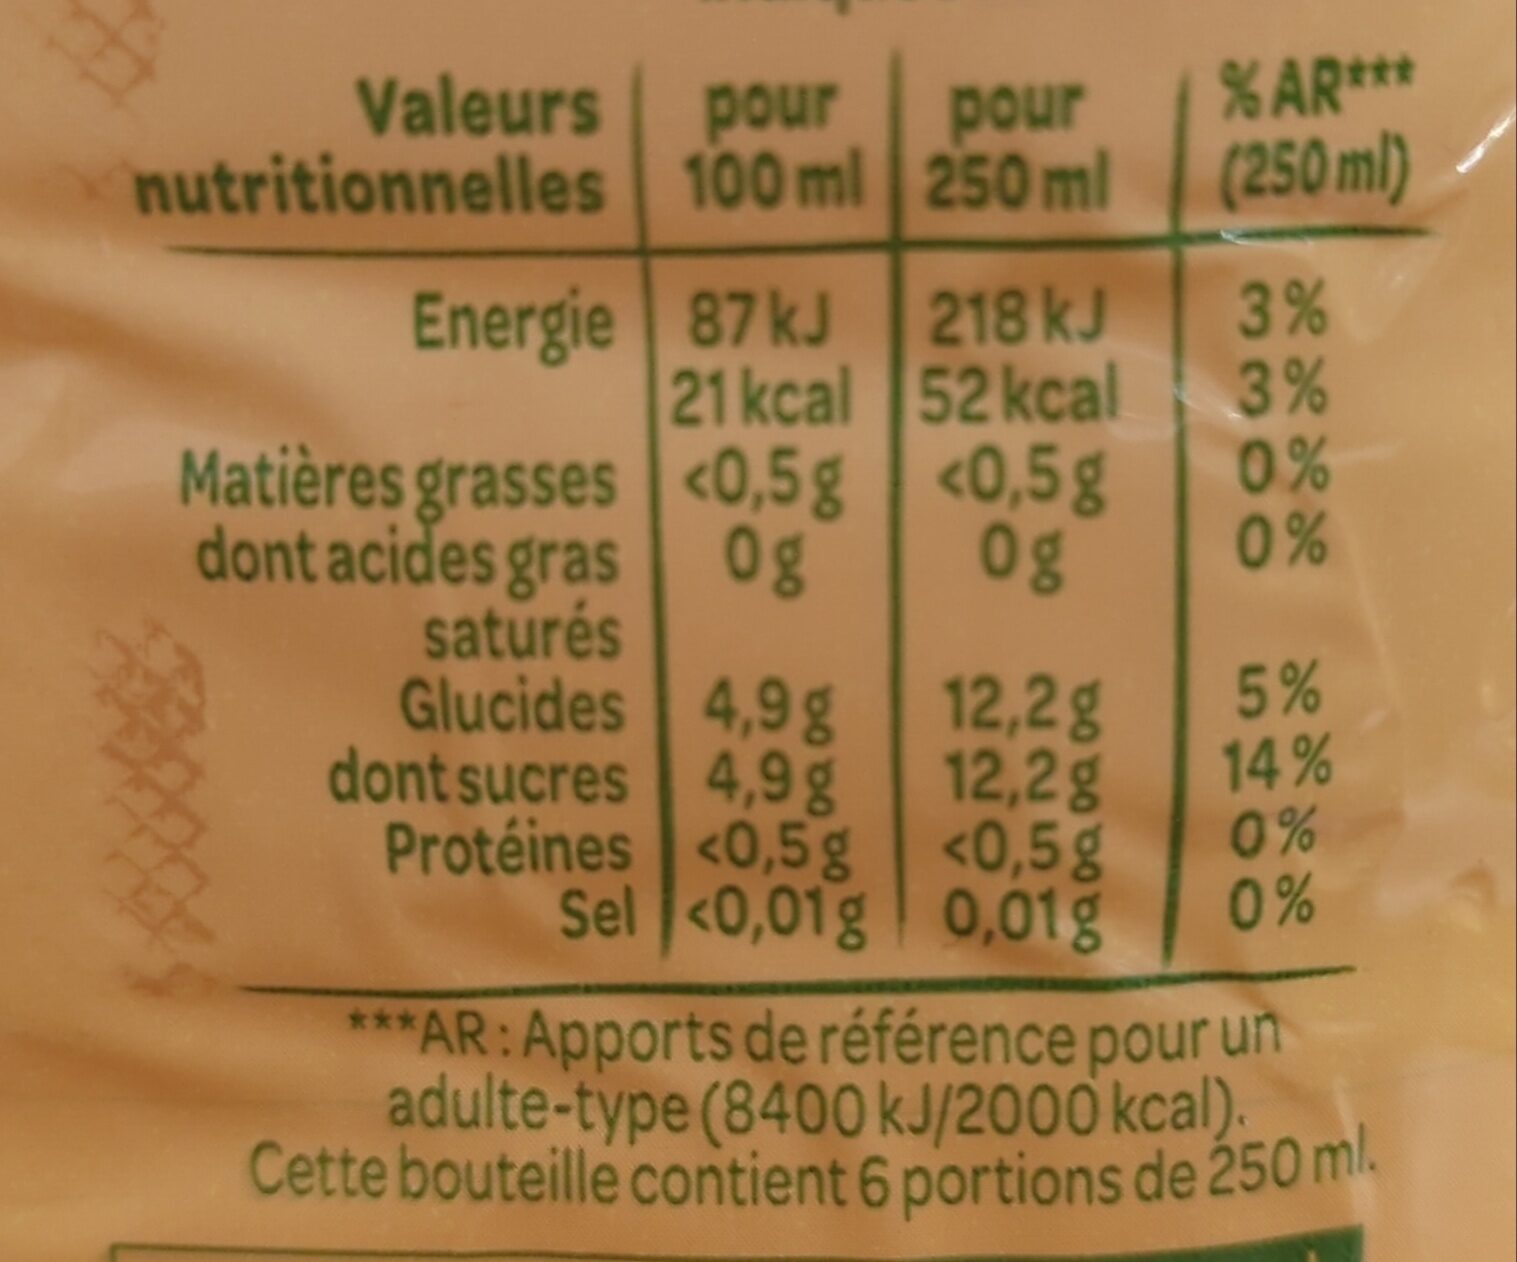 Valeurs nutritionnelles | pour 100 ml | pour 250 ml | % AR*** (250 ml)
Energie | 87 kJ | 218 kJ | 3 %
21 kcal | 52 kcal | 3 %
Matières grasses | <0,5 g | <0,5 g | 0 %
dont acides gras saturés | 0 g | 0 g | 0 %
Glucides | 4,9 g | 12,2 g | 5 %
dont sucres | 4,9 g | 12,2 g | 14 %
Protéines | <0,5 g | <0,5 g | 0 %
Sel | <0,01 g | 0,01 g | 0 %
***AR : Apports de référence pour un
adulte-type (8400 kJ/2000 kcal).
Cette bouteille contient 6 portions de 250 ml.